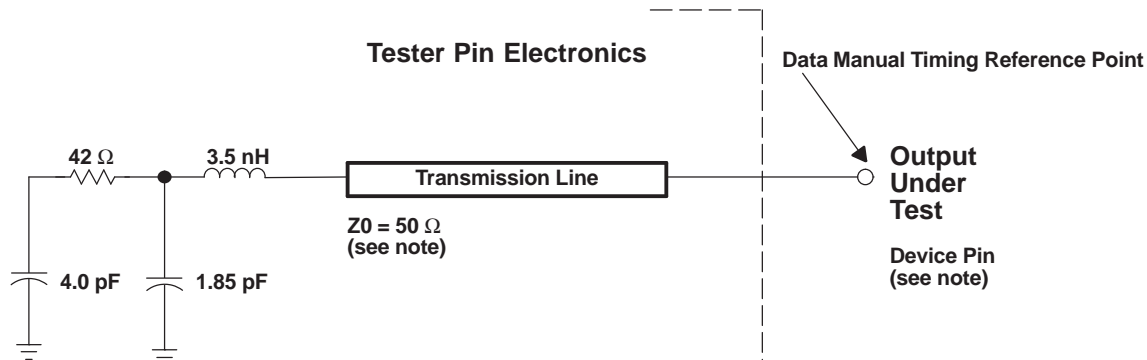 Tester Pin Electronics
Data Manual Timing Reference Point
42 Ω
3.5 nH
Transmission Line
Output
Under
Test
Z0 = 50 Ω
(see note)
Device Pin
(see note)
4.0 pF
1.85 pF